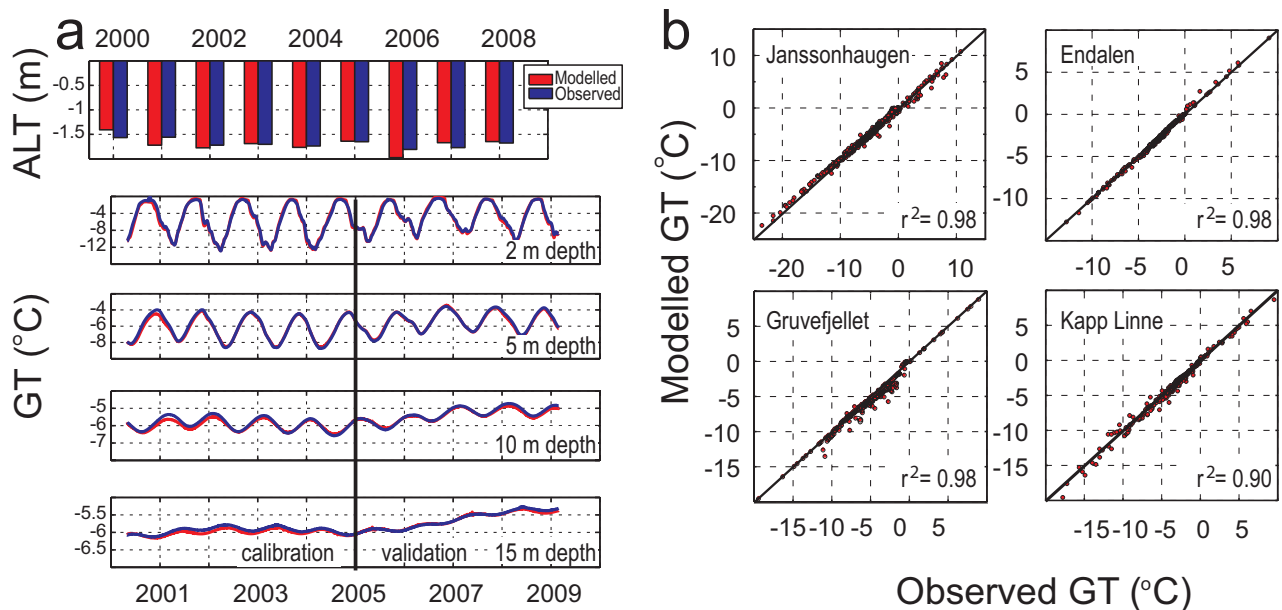 a
2000 2002 2004 2006 2008
ALT (m)
-0.5
-1
-1.5
Modelled
Observed
GT (°C)
-4
-8
-12
2 m depth
-4
-6
-8
5 m depth
-5
-6
-7
10 m depth
-5.5
-6
-6.5
calibration
validation
15 m depth
2001 2003 2005 2007 2009
b
Modelled GT (°C)
Janssonhaugen
10
0
-10
-20
r²= 0.98
-20 -10 0 10
Endalen
5
0
-5
-10
r²= 0.98
-10 -5 0 5
Gruvefjellet
5
0
-5
-10
-15
r²= 0.98
-15 -10 -5 0 5
Kapp Linne
5
0
-5
-10
-15
r²= 0.90
-15 -10 -5 0 5
Observed GT (°C)